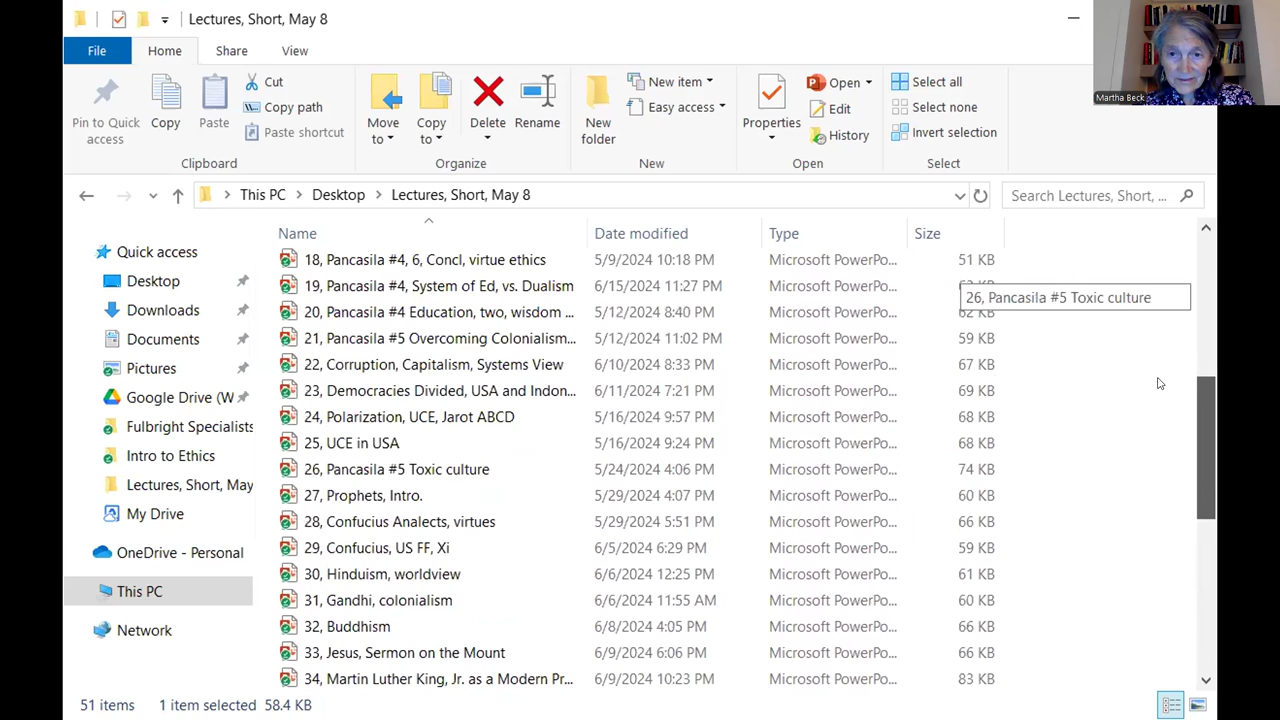 Lectures, Short, May 8
Martha Beck
File Home Share View
Pin to Quick access
Copy
Paste
Cut
Copy path
Paste shortcut
Clipboard
Move to
Copy to
Delete
Rename
Organize
New folder
New item
Easy access
New
Properties
Open
Edit
History
Open
Select all
Select none
Invert selection
Select
This PC > Desktop > Lectures, Short, May 8
Search Lectures, Short, ...
Quick access
Desktop
Downloads
Documents
Pictures
Google Drive (W
Fulbright Specialists
Intro to Ethics
Lectures, Short, May
My Drive
OneDrive - Personal
This PC
Network
Name Date modified Type Size
18, Pancasila #4, 6, Concl, virtue ethics 5/9/2024 10:18 PM Microsoft PowerPo... 51 KB
19, Pancasila #4, System of Ed, vs. Dualism 6/15/2024 11:27 PM Microsoft PowerPo...
26, Pancasila #5 Toxic culture
20, Pancasila #4 Education, two, wisdom ... 5/12/2024 8:40 PM Microsoft PowerPo... 62 KB
21, Pancasila #5 Overcoming Colonialism... 5/12/2024 11:02 PM Microsoft PowerPo... 59 KB
22, Corruption, Capitalism, Systems View 6/10/2024 8:33 PM Microsoft PowerPo... 67 KB
23, Democracies Divided, USA and Indon... 6/11/2024 7:21 PM Microsoft PowerPo... 69 KB
24, Polarization, UCE, Jarot ABCD 5/16/2024 9:57 PM Microsoft PowerPo... 68 KB
25, UCE in USA 5/16/2024 9:24 PM Microsoft PowerPo... 68 KB
26, Pancasila #5 Toxic culture 5/24/2024 4:06 PM Microsoft PowerPo... 74 KB
27, Prophets, Intro. 5/29/2024 4:07 PM Microsoft PowerPo... 60 KB
28, Confucius Analects, virtues 5/29/2024 5:51 PM Microsoft PowerPo... 66 KB
29, Confucius, US FF, Xi 6/5/2024 6:29 PM Microsoft PowerPo... 59 KB
30, Hinduism, worldview 6/6/2024 12:25 PM Microsoft PowerPo... 61 KB
31, Gandhi, colonialism 6/6/2024 11:55 AM Microsoft PowerPo... 60 KB
32, Buddhism 6/8/2024 4:05 PM Microsoft PowerPo... 66 KB
33, Jesus, Sermon on the Mount 6/9/2024 6:06 PM Microsoft PowerPo... 66 KB
34, Martin Luther King, Jr. as a Modern Pr... 6/9/2024 10:23 PM Microsoft PowerPo... 83 KB
51 items 1 item selected 58.4 KB